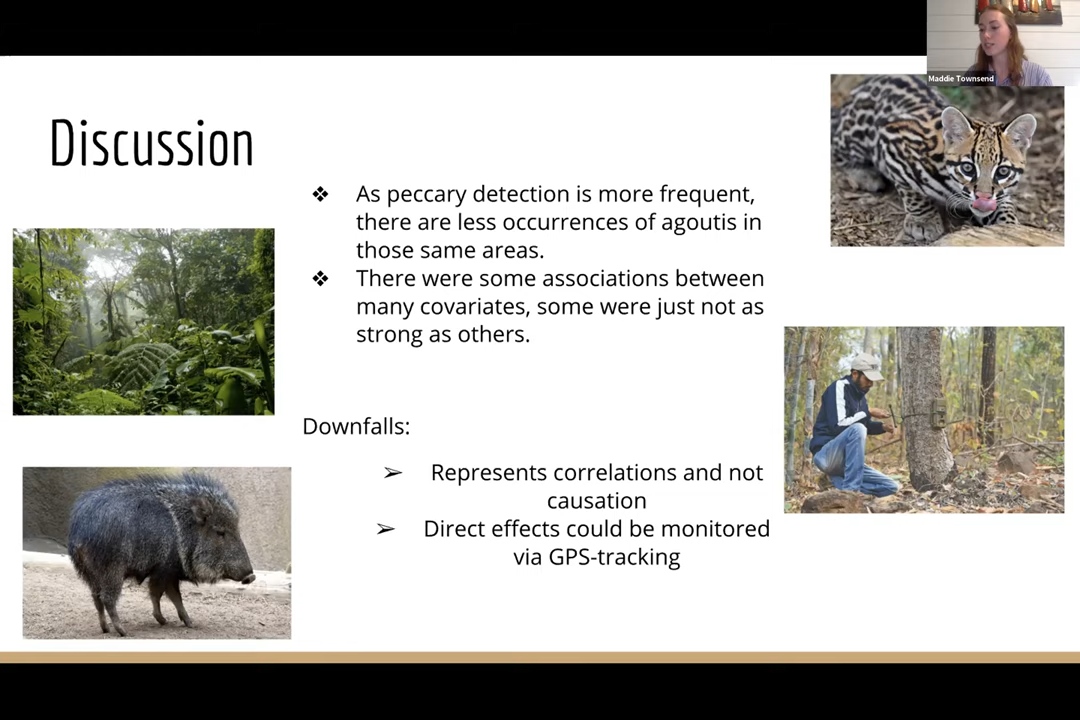 Maddie Townsend
Discussion
❖ As peccary detection is more frequent,
there are less occurrences of agoutis in
those same areas.
❖ There were some associations between
many covariates, some were just not as
strong as others.
Downfalls:
➢ Represents correlations and not
causation
➢ Direct effects could be monitored
via GPS-tracking